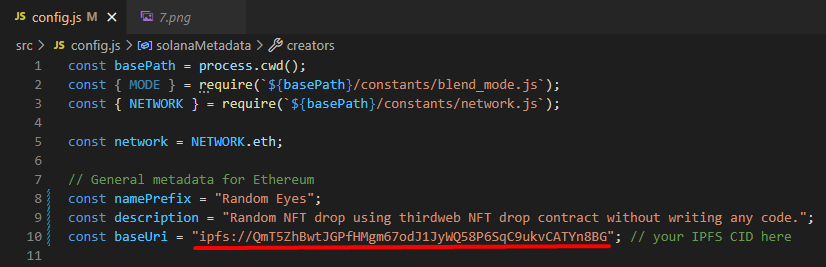 config.js M 7.png
src > config.js > solanaMetadata > creators
1 const basePath = process.cwd();
2 const { MODE } = require(`${basePath}/constants/blend_mode.js`);
3 const { NETWORK } = require(`${basePath}/constants/network.js`);
4
5 const network = NETWORK.eth;
6
7 // General metadata for Ethereum
8 const namePrefix = "Random Eyes";
9 const description = "Random NFT drop using thirdweb NFT drop contract without writing any code.";
10 const baseUri = "ipfs://QmT5ZhBwtJGPfHMgm67odJ1JyWQ58P6SqC9ukvCATYn8BG"; // your IPFS CID here
11